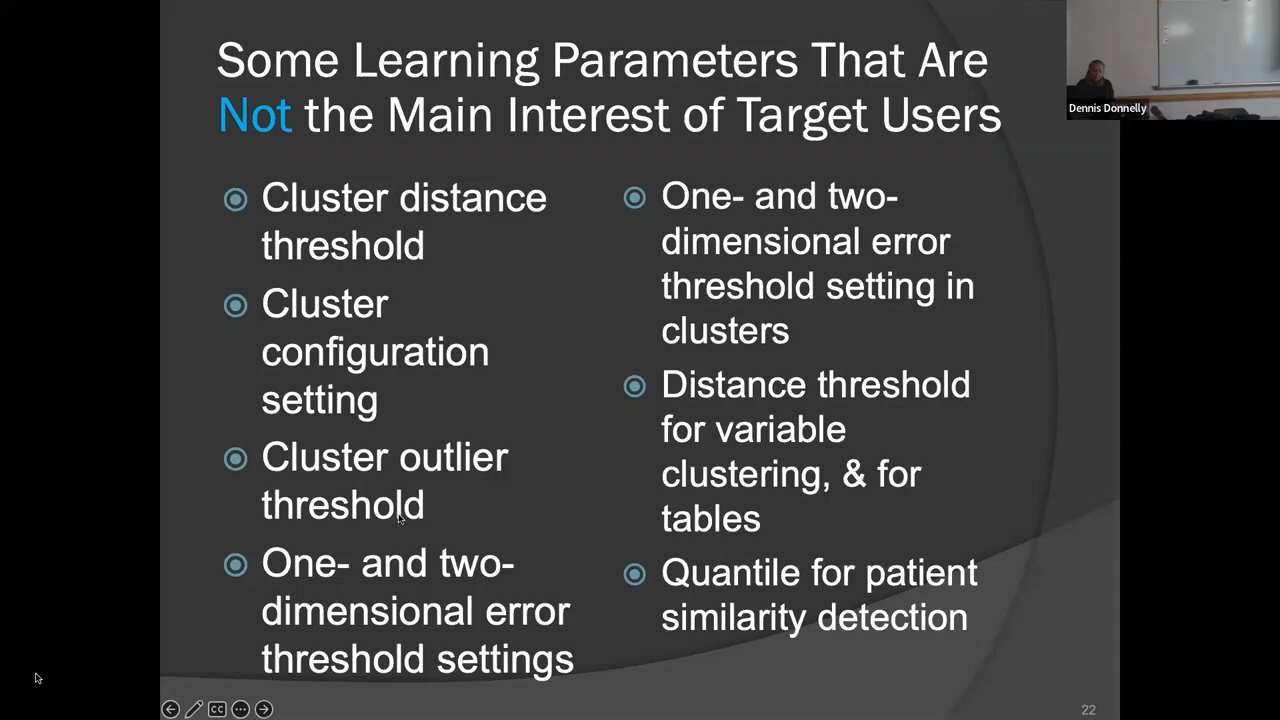 Some Learning Parameters That Are
Not the Main Interest of Target Users
Cluster distance
threshold
Cluster
configuration
setting
Cluster outlier
threshold
One- and two-
dimensional error
threshold settings
One- and two-
dimensional error
threshold setting in
clusters
Distance threshold
for variable
clustering, & for
tables
Quantile for patient
similarity detection
Dennis Donnelly
CC
22